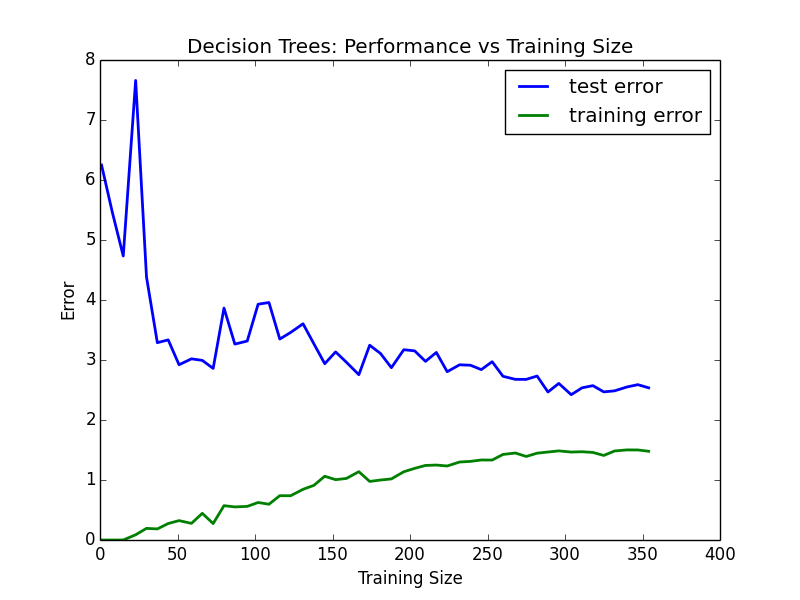 Decision Trees: Performance vs Training Size
8
7
6
5
4
3
2
1
0
Error
test error
training error
0 50 100 150 200 250 300 350 400
Training Size